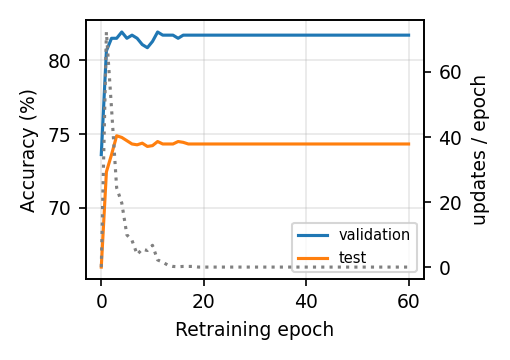 Accuracy (%)
80
75
70
60
40
20
0
updates / epoch
validation
test
0
20
40
60
Retraining epoch